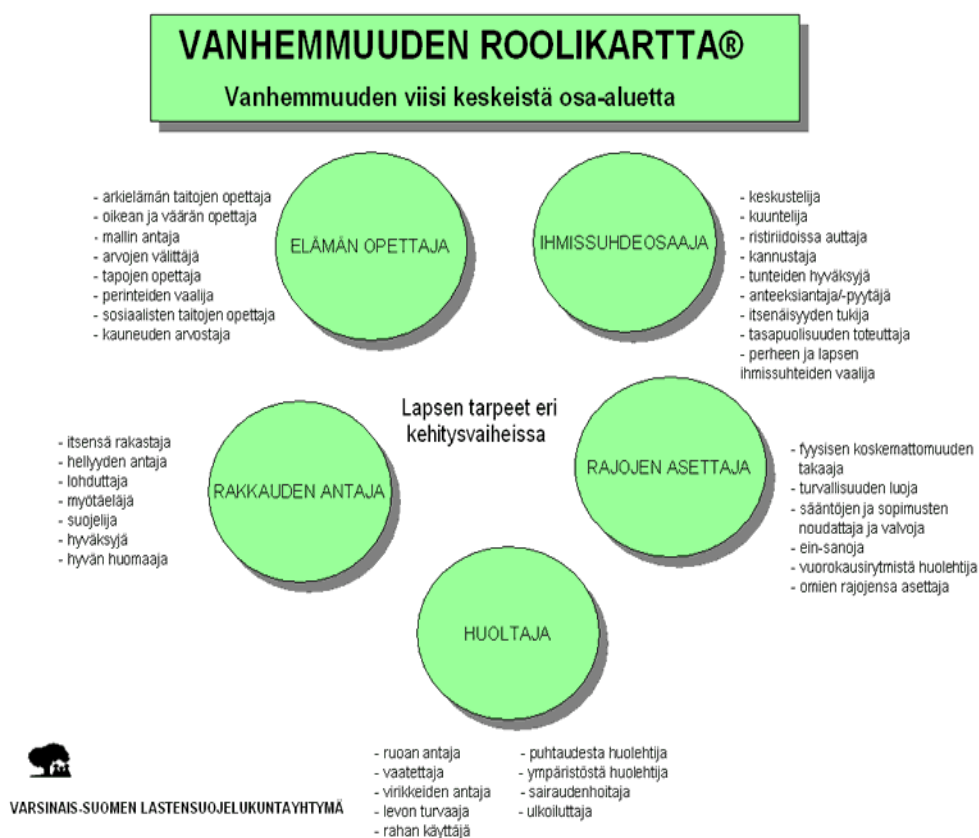 VANHEMMUUDEN ROOLIKARTTA®
Vanhemmuuden viisi keskeistä osa-aluetta
- arkielämän taitojen opettaja
- oikean ja väärän opettaja
- mallin antaja
- arvojen välittäjä
- tapojen opettaja
- perinteiden vaalija
- sosiaalisten taitojen opettaja
- kauneuden arvostaja
ELÄMÄN OPETTAJA
IHMISSUHDEOSAAJA
- keskustelija
- kuuntelija
- ristiriidoissa auttaja
- kannustaja
- tunteiden hyväksyjä
- anteeksiantaja/-pyytäjä
- itsenäisyyden tukija
- tasapuolisuuden toteuttaja
- perheen ja lapsen
ihmissuhteiden vaalija
Lapsen tarpeet eri
kehitysvaiheissa
- itsensä rakastaja
- hellyyden antaja
- lohduttaja
- myötäeläjä
- suojelija
- hyväksyjä
- hyvän huomaaja
RAKKAUDEN ANTAJA
RAJOJEN ASETTAJA
- fyysisen koskemattomuuden
takaaja
- turvallisuuden luoja
- sääntöjen ja sopimusten
noudattaja ja valvoja
- ein-sanoja
- vuorokausirytmistä huolehtija
- omien rajojensa asettaja
HUOLTAJA
- ruoan antaja
- vaatettaja
- virikkeiden antaja
- levon turvaaja
- rahan käyttäjä
- puhtaudesta huolehtija
- ympäristöstä huolehtija
- sairaudenhoitaja
- ulkoiluttaja
VARSINAIS-SUOMEN LASTENSUOJELUKUNTAYHTYMÄ